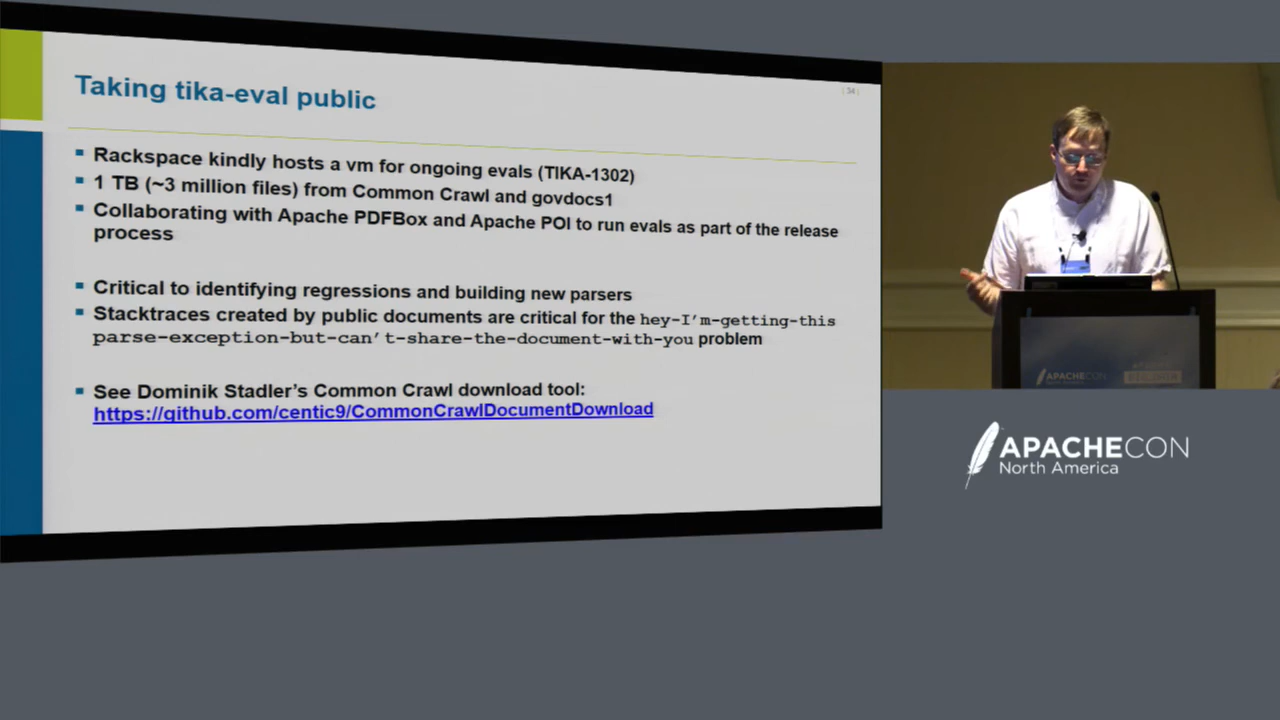 Taking tika-eval public
| 34 |
Rackspace kindly hosts a vm for ongoing evals (TIKA-1302)
1 TB (~3 million files) from Common Crawl and govdocs1
Collaborating with Apache PDFBox and Apache POI to run evals as part of the release
process
Critical to identifying regressions and building new parsers
Stacktraces created by public documents are critical for the hey-I'm-getting-this
parse-exception-but-can't-share-the-document-with-you problem
See Dominik Stadler's Common Crawl download tool:
https://github.com/centic9/CommonCrawlDocumentDownload
APACHECON
APACHECON
North America